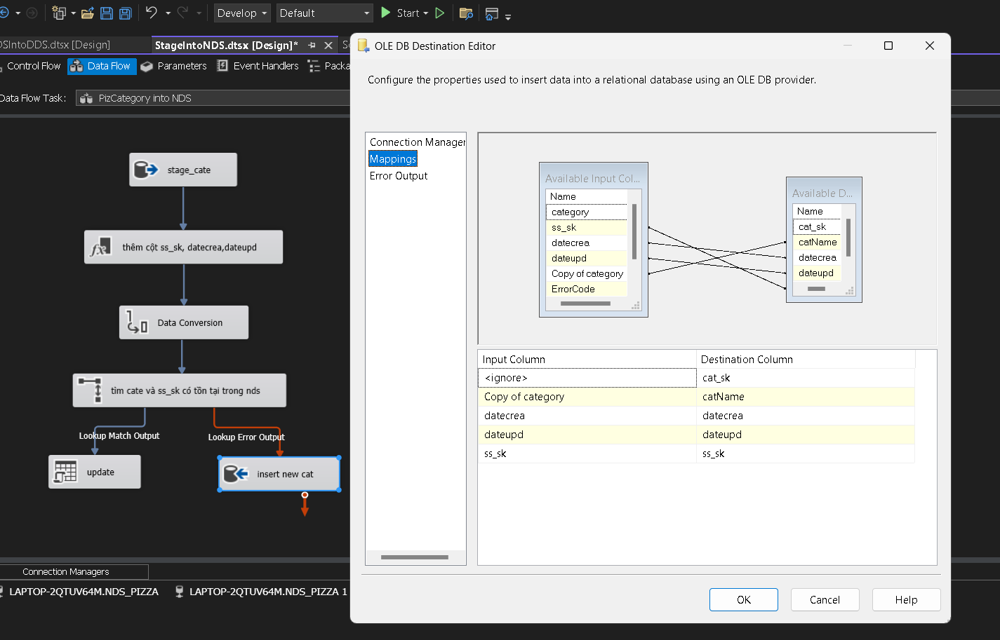 Develop
Default
Start
SIntoDDS.dtsx [Design]
StageIntoNDS.dtsx [Design]*
Control Flow
Data Flow
Parameters
Event Handlers
Packa
Data Flow Task:
PizCategory into NDS
stage_cate
thêm cột ss_sk, datecrea,dateupd
Data Conversion
tìm cate và ss_sk có tồn tại trong nds
Lookup Match Output
Lookup Error Output
update
insert new cat
Connection Managers
LAPTOP-2QTUV64M.NDS_PIZZA
LAPTOP-2QTUV64M.NDS_PIZZA 1
OLE DB Destination Editor
Configure the properties used to insert data into a relational database using an OLE DB provider.
Connection Manager
Mappings
Error Output
Available Input Col...
Name
category
ss_sk
datecrea
dateupd
Copy of category
ErrorCode
Available D...
Name
cat_sk
catName
datecrea
dateupd
Input Column Destination Column
<ignore> cat_sk
Copy of category catName
datecrea datecrea
dateupd dateupd
ss_sk ss_sk
OK
Cancel
Help